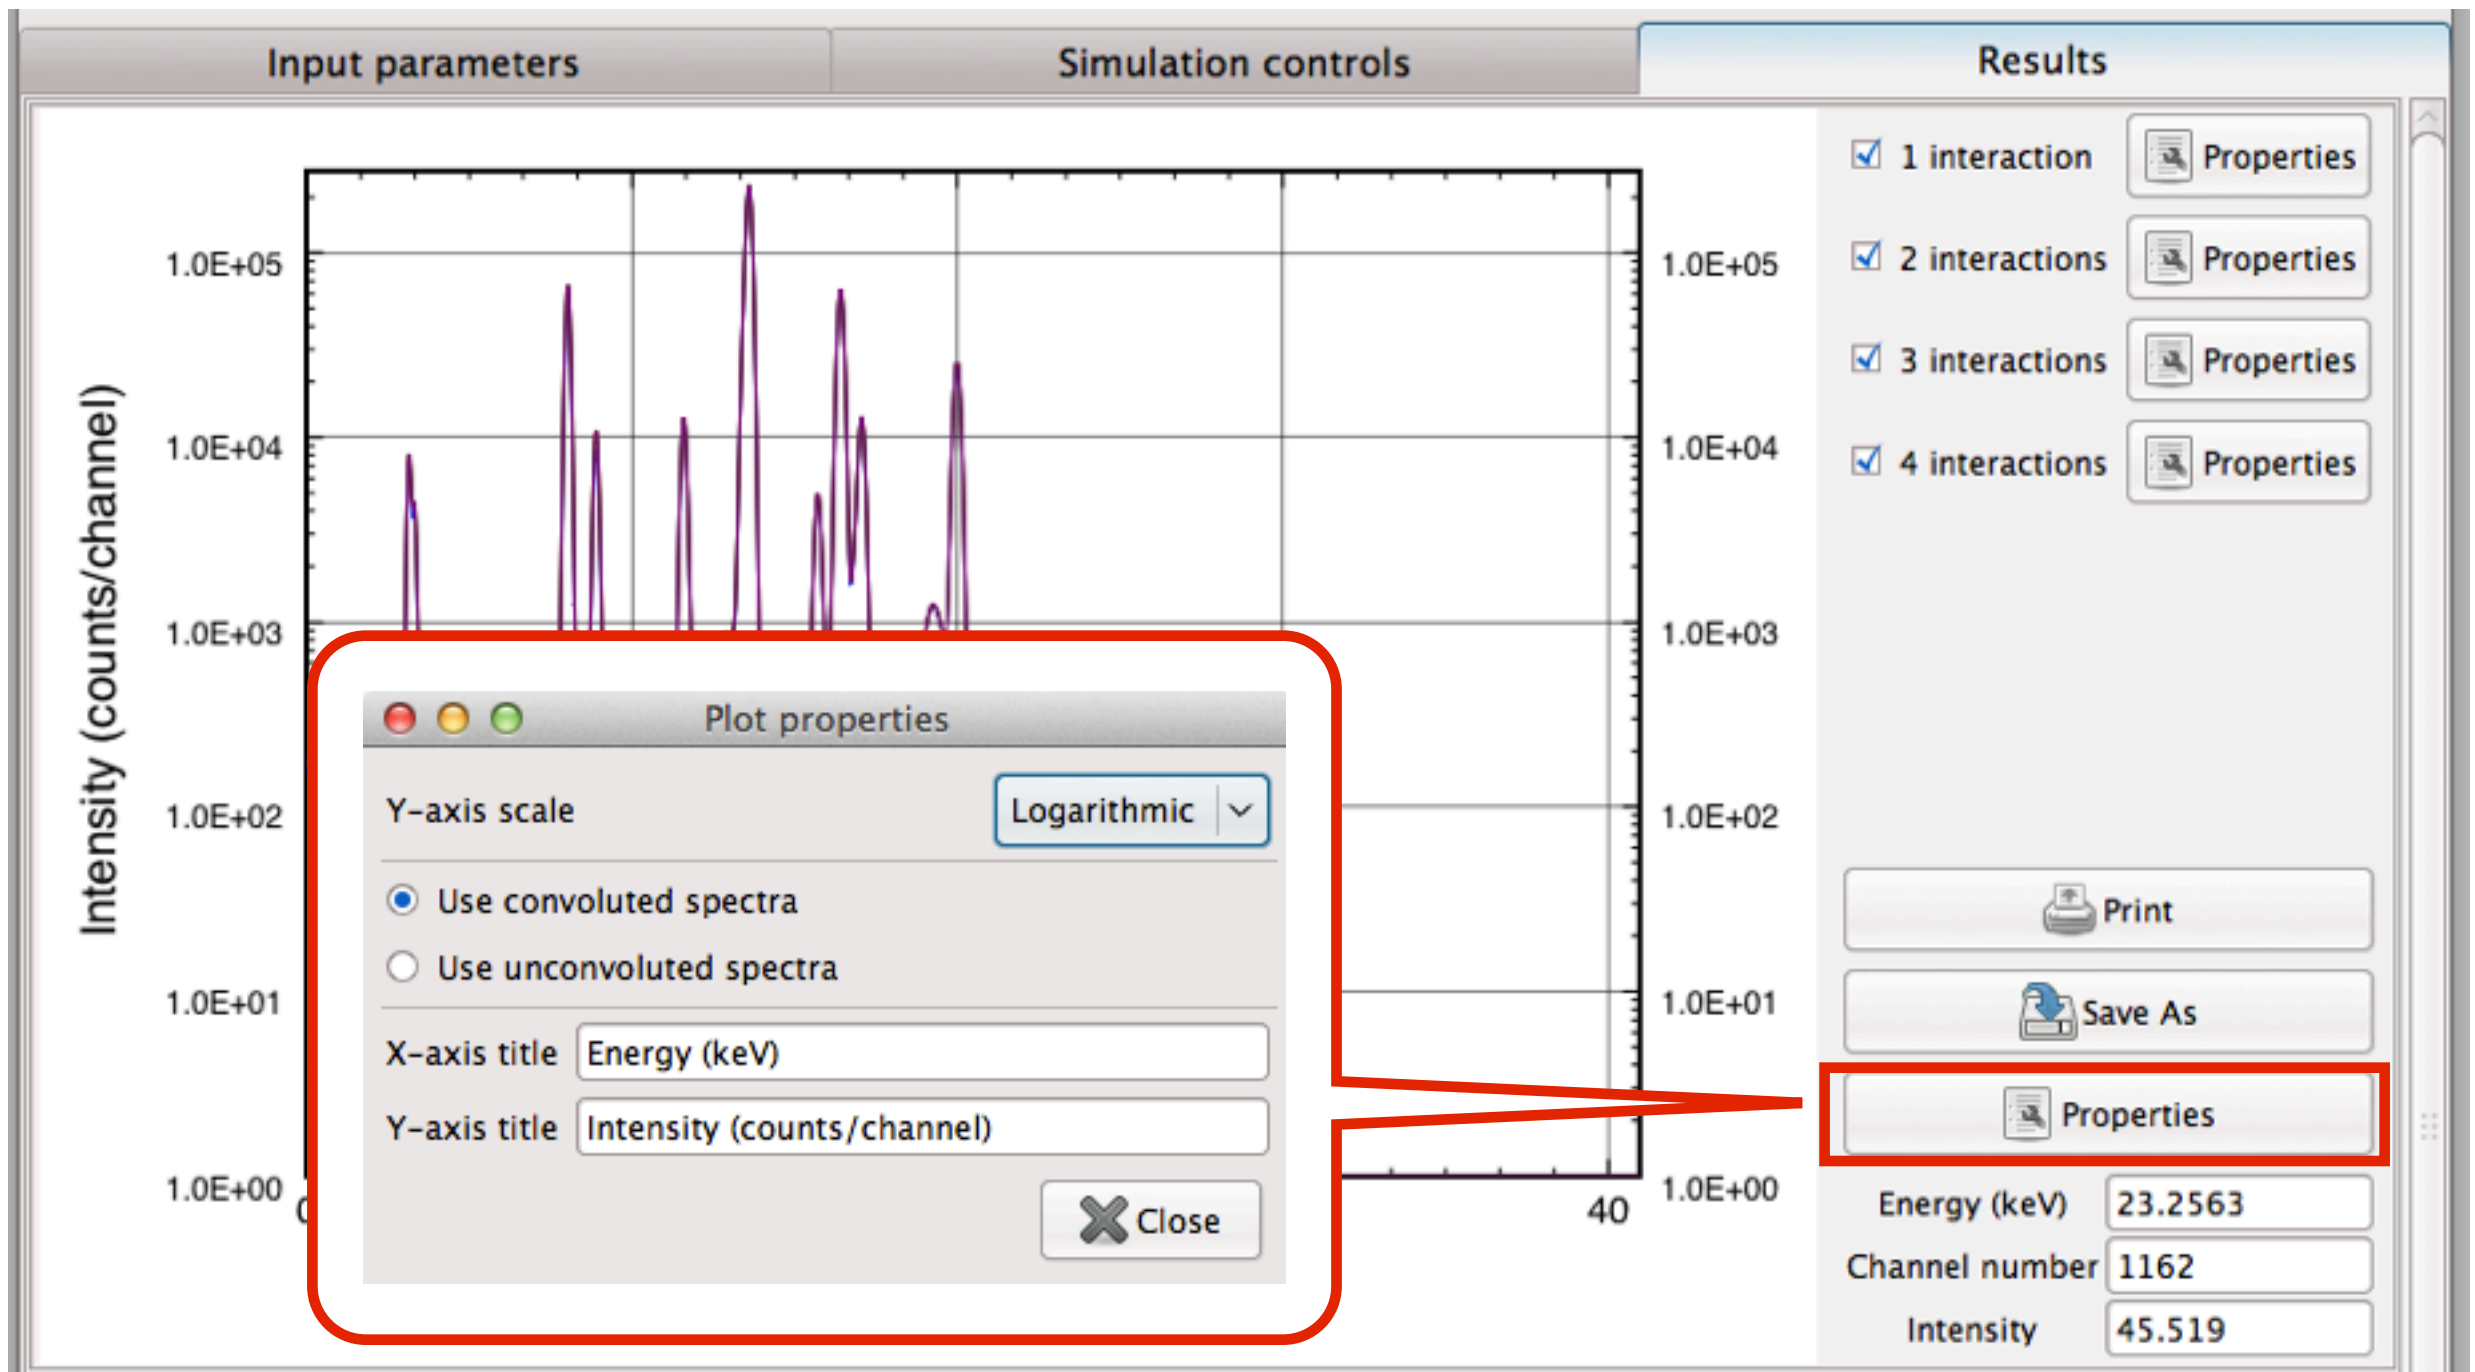 Input parameters
Simulation controls
Results
1 interaction
Properties
2 interactions
Properties
3 interactions
Properties
4 interactions
Properties
Intensity (counts/channel)
1.0E+05
1.0E+04
1.0E+03
1.0E+02
1.0E+01
1.0E+00
1.0E+05
1.0E+04
1.0E+03
1.0E+02
1.0E+01
1.0E+00
0
40
Plot properties
Y-axis scale
Logarithmic
Use convoluted spectra
Use unconvoluted spectra
X-axis title
Energy (keV)
Y-axis title
Intensity (counts/channel)
Close
Print
Save As
Properties
Energy (keV)
23.2563
Channel number
1162
Intensity
45.519